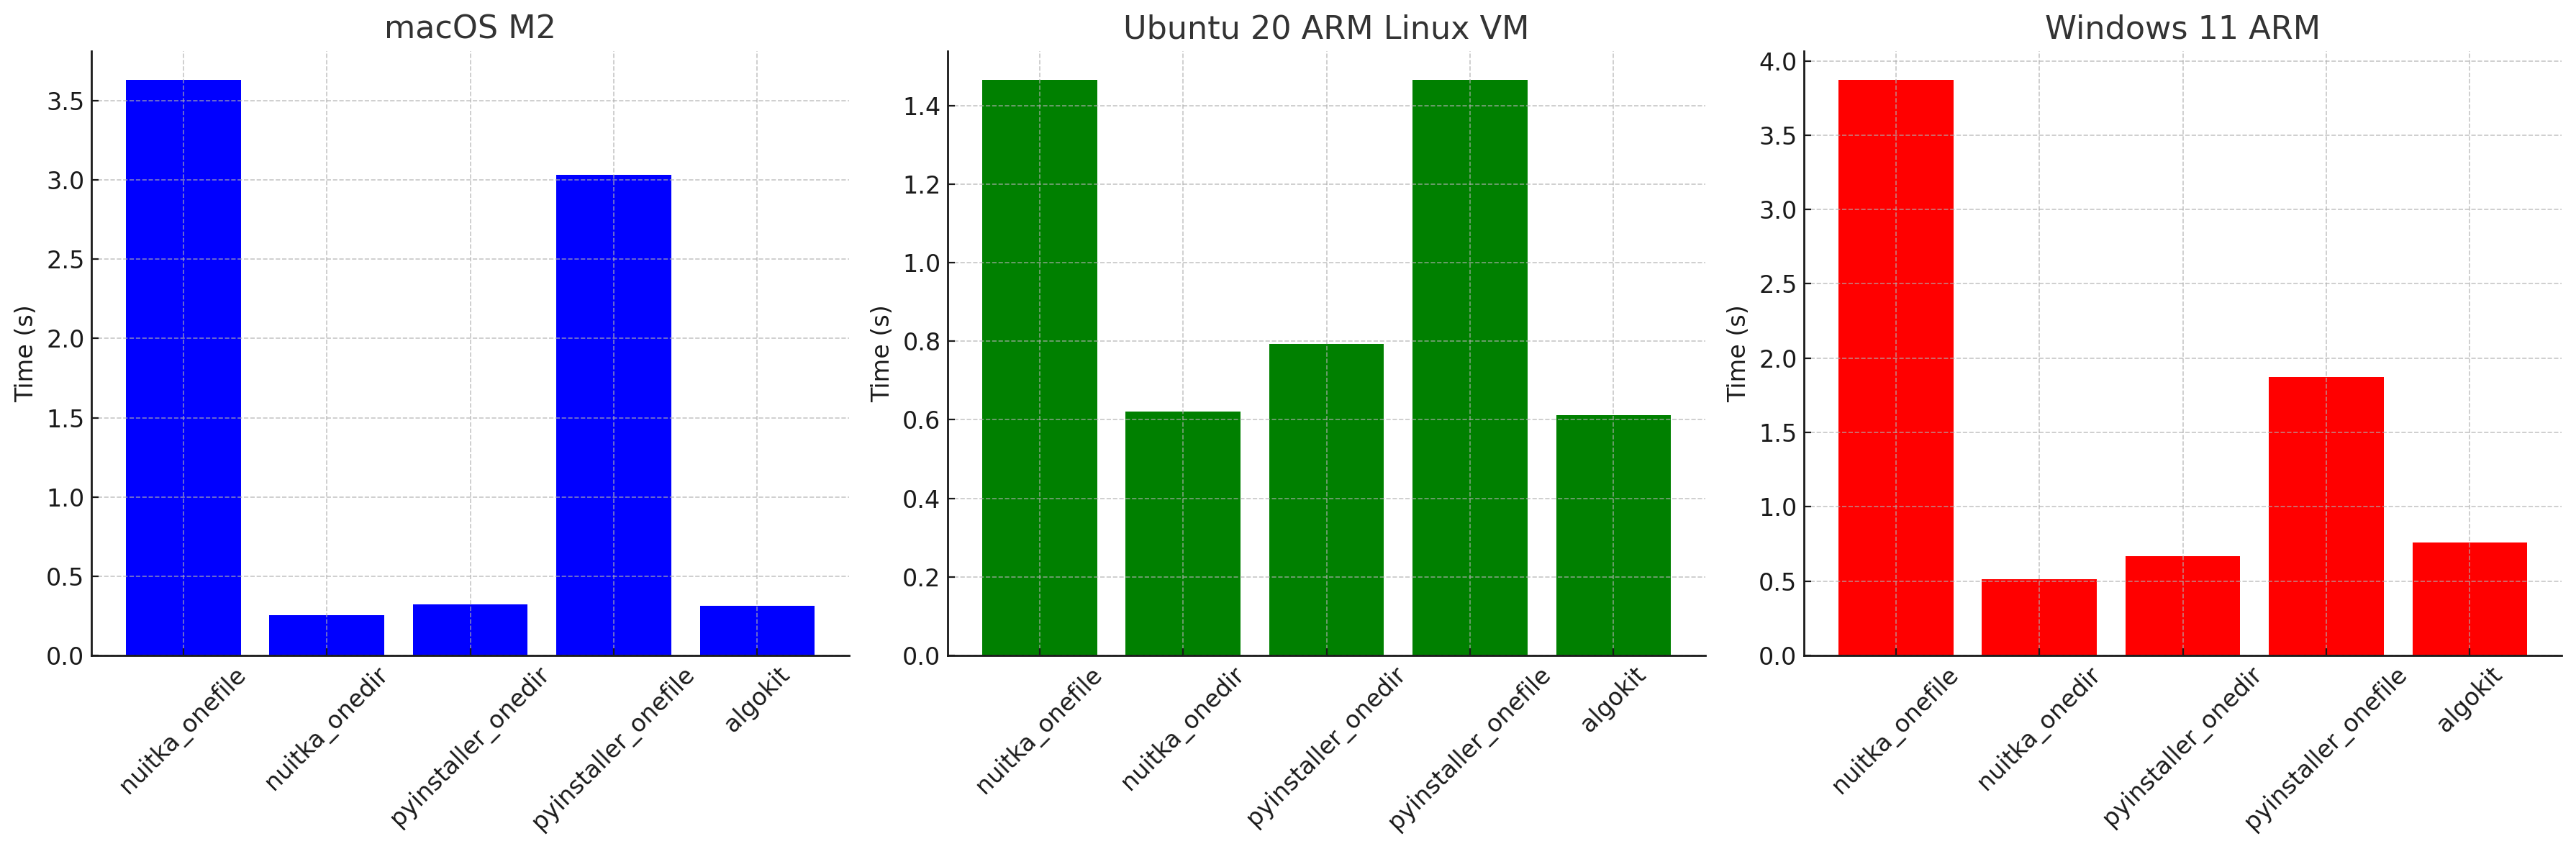 macOS M2
Time (s)
3.5
3.0
2.5
2.0
1.5
1.0
0.5
0.0
nuitka_onefile
nuitka_onedir
pyinstaller_onedir
pyinstaller_onefile
algokit
Ubuntu 20 ARM Linux VM
Time (s)
1.4
1.2
1.0
0.8
0.6
0.4
0.2
0.0
nuitka_onefile
nuitka_onedir
pyinstaller_onedir
pyinstaller_onefile
algokit
Windows 11 ARM
Time (s)
4.0
3.5
3.0
2.5
2.0
1.5
1.0
0.5
0.0
nuitka_onefile
nuitka_onedir
pyinstaller_onedir
pyinstaller_onefile
algokit